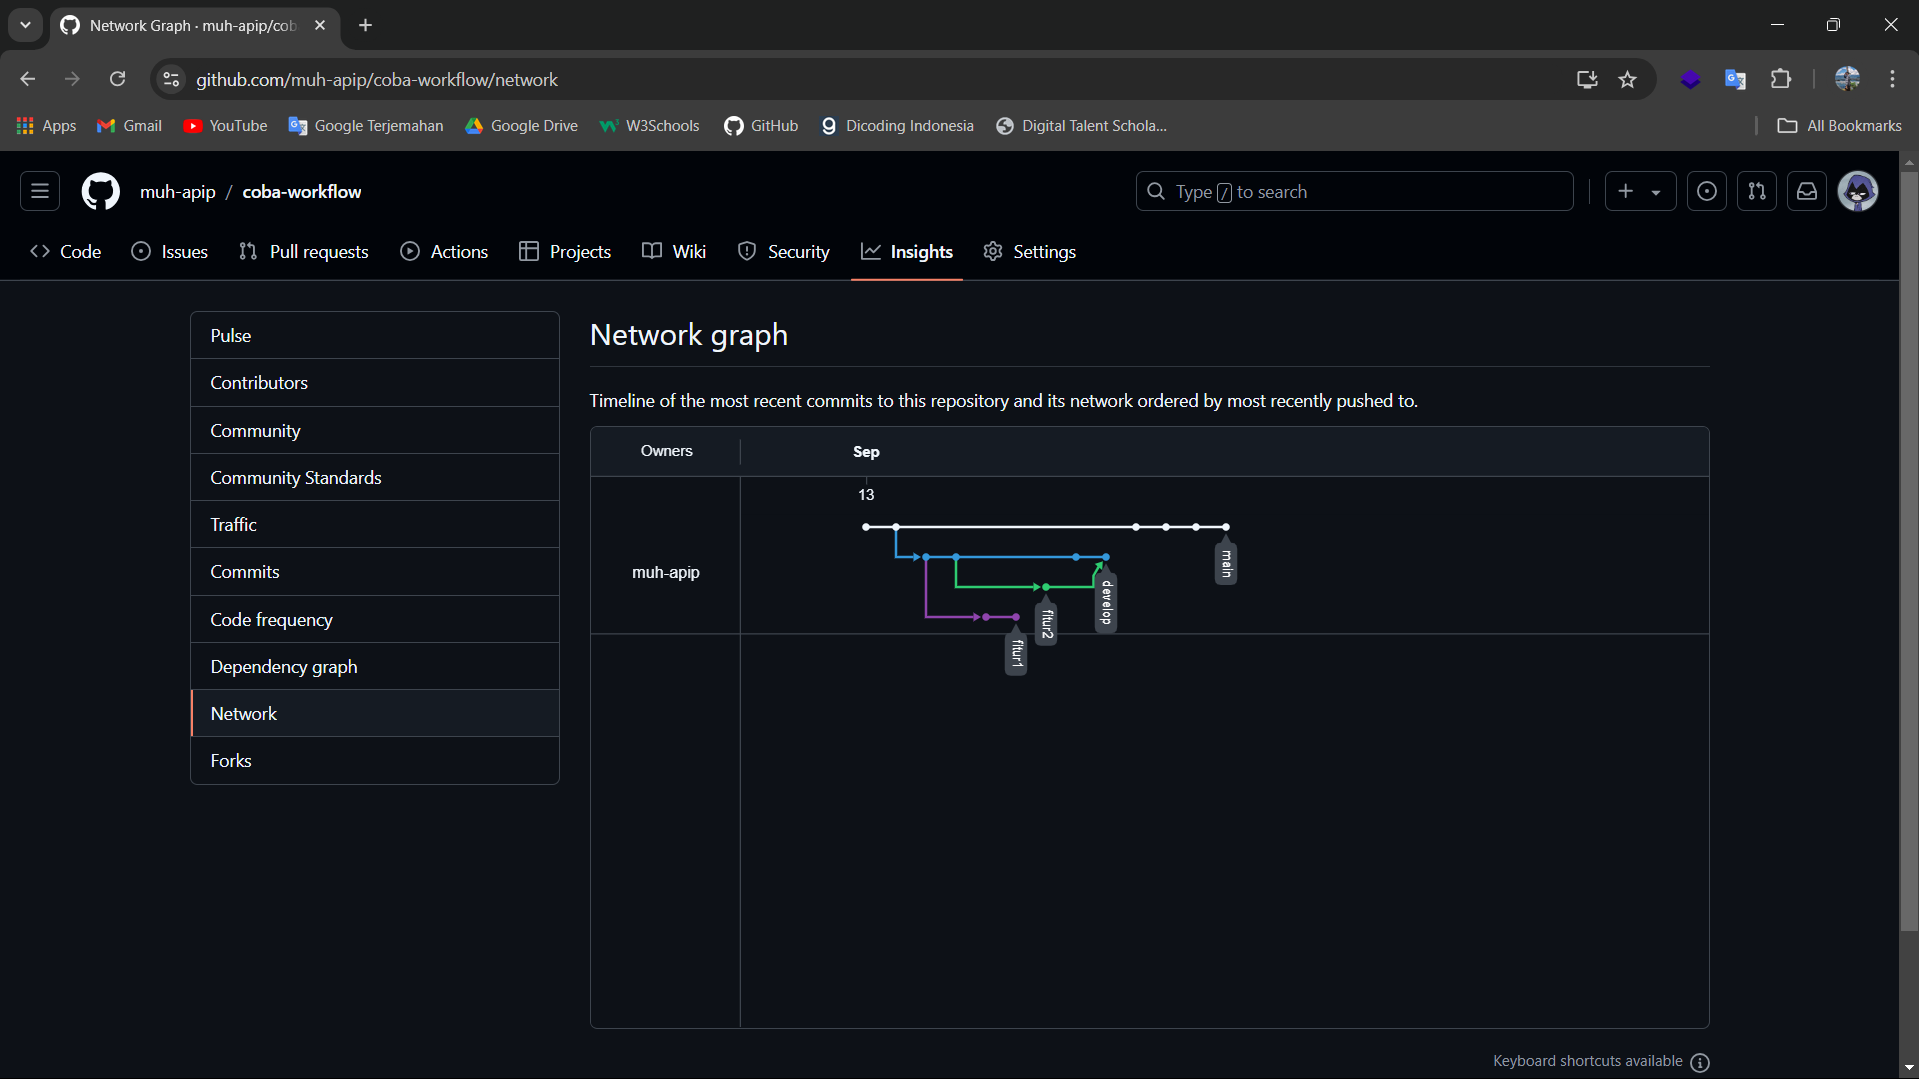 Network Graph · muh-apip/cob
github.com/muh-apip/coba-workflow/network
Apps Gmail YouTube Google Terjemahan Google Drive W3Schools GitHub Dicoding Indonesia Digital Talent Schola... All Bookmarks
muh-apip / coba-workflow
Type / to search
Code Issues Pull requests Actions Projects Wiki Security Insights Settings
Pulse
Contributors
Community
Community Standards
Traffic
Commits
Code frequency
Dependency graph
Network
Forks
Network graph
Timeline of the most recent commits to this repository and its network ordered by most recently pushed to.
Owners Sep
13
muh-apip
main
develop
fitur2
fitur1
Keyboard shortcuts available